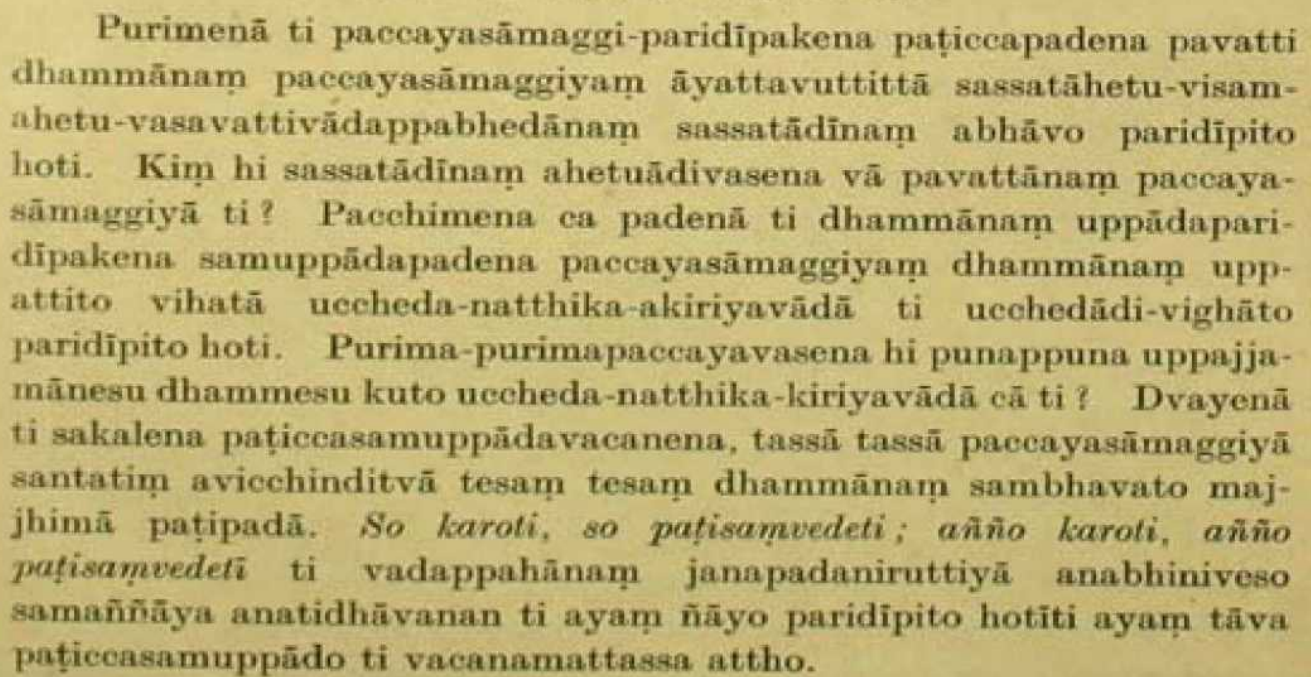 Purimenā ti paccayasāmaggi-paridīpakena paṭiccapadena pavatti
dhammānaṃ paccayasāmaggiyaṃ āyattavuttittā sassatāhetu-visam-
ahetu-vasavattivādappabhedānaṃ sassatādīnaṃ abhāvo paridīpito
hoti. Kiṃ hi sassatādīnaṃ ahetuādivasena vā pavattānaṃ paccaya-
sāmaggiyā ti? Pacchimena ca padenā ti dhammānaṃ uppādapari-
dīpakena samuppādapadena paccayasāmaggiyaṃ dhammānaṃ upp-
attito vihatā uccheda-natthika-akiriyavādā ti ucchedādi-vighāto
paridīpito hoti. Purima-purimapaccayavasena hi punappuna uppajja-
mānesu dhammesu kuto uccheda-natthika-kiriyavādā cā ti? Dvayenā
ti sakalena paṭiccasamuppādavacanena, tassā tassā paccayasāmaggiyā
santatiṃ avicchinditvā tesaṃ tesaṃ dhammānaṃ sambhavato maj-
jhimā paṭipadā. So karoti, so paṭisaṃvedeti; añño karoti, añño
paṭisaṃvedetī ti vadappahānaṃ janapadaniruttiyā anabhiniveso
samaññāya anatidhāvanan ti ayaṃ ñāyo paridīpito hotīti ayaṃ tāva
paṭiccasamuppādo ti vacanamattassa attho.